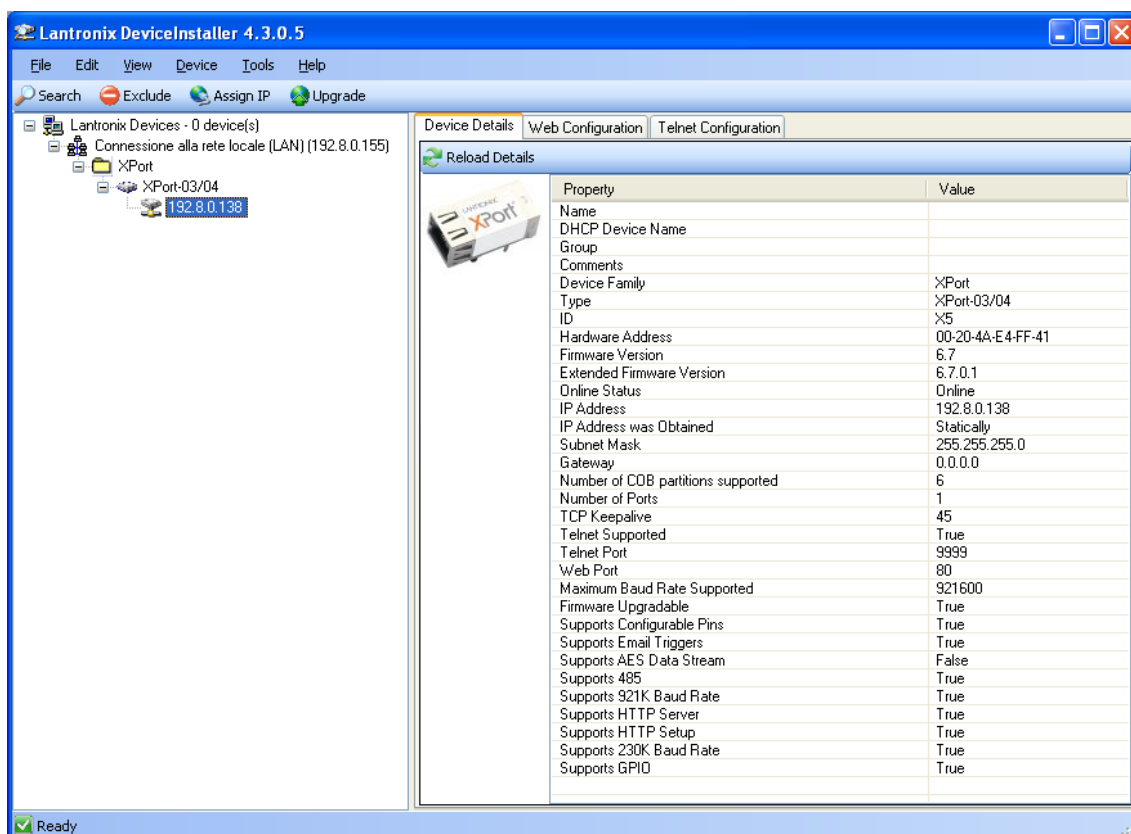 Lantronix DeviceInstaller 4.3.0.5
File Edit View Device Tools Help
Search Exclude Assign IP Upgrade
Lantronix Devices - 0 device(s)
Connessione alla rete locale (LAN) (192.8.0.155)
XPort
XPort-03/04
192.8.0.138
Device Details Web Configuration Telnet Configuration
Reload Details
LANTRONIX
XPort
Property Value
Name
DHCP Device Name
Group
Comments
Device Family XPort
Type XPort-03/04
ID X5
Hardware Address 00-20-4A-E4-FF-41
Firmware Version 6.7
Extended Firmware Version 6.7.0.1
Online Status Online
IP Address 192.8.0.138
IP Address was Obtained Statically
Subnet Mask 255.255.255.0
Gateway 0.0.0.0
Number of COB partitions supported 6
Number of Ports 1
TCP Keepalive 45
Telnet Supported True
Telnet Port 9999
Web Port 80
Maximum Baud Rate Supported 921600
Firmware Upgradable True
Supports Configurable Pins True
Supports Email Triggers True
Supports AES Data Stream False
Supports 485 True
Supports 921K Baud Rate True
Supports HTTP Server True
Supports HTTP Setup True
Supports 230K Baud Rate True
Supports GPIO True
Ready